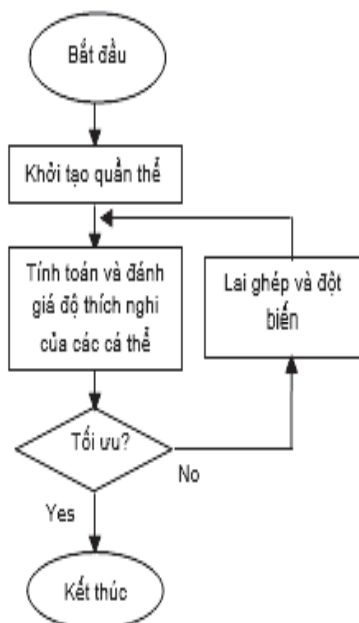 Bắt đầu
Khởi tạo quần thể
Tính toán và đánh
giá độ thích nghi
của các cá thể
Lai ghép và đột
biến
Tối ưu?
No
Yes
Kết thúc